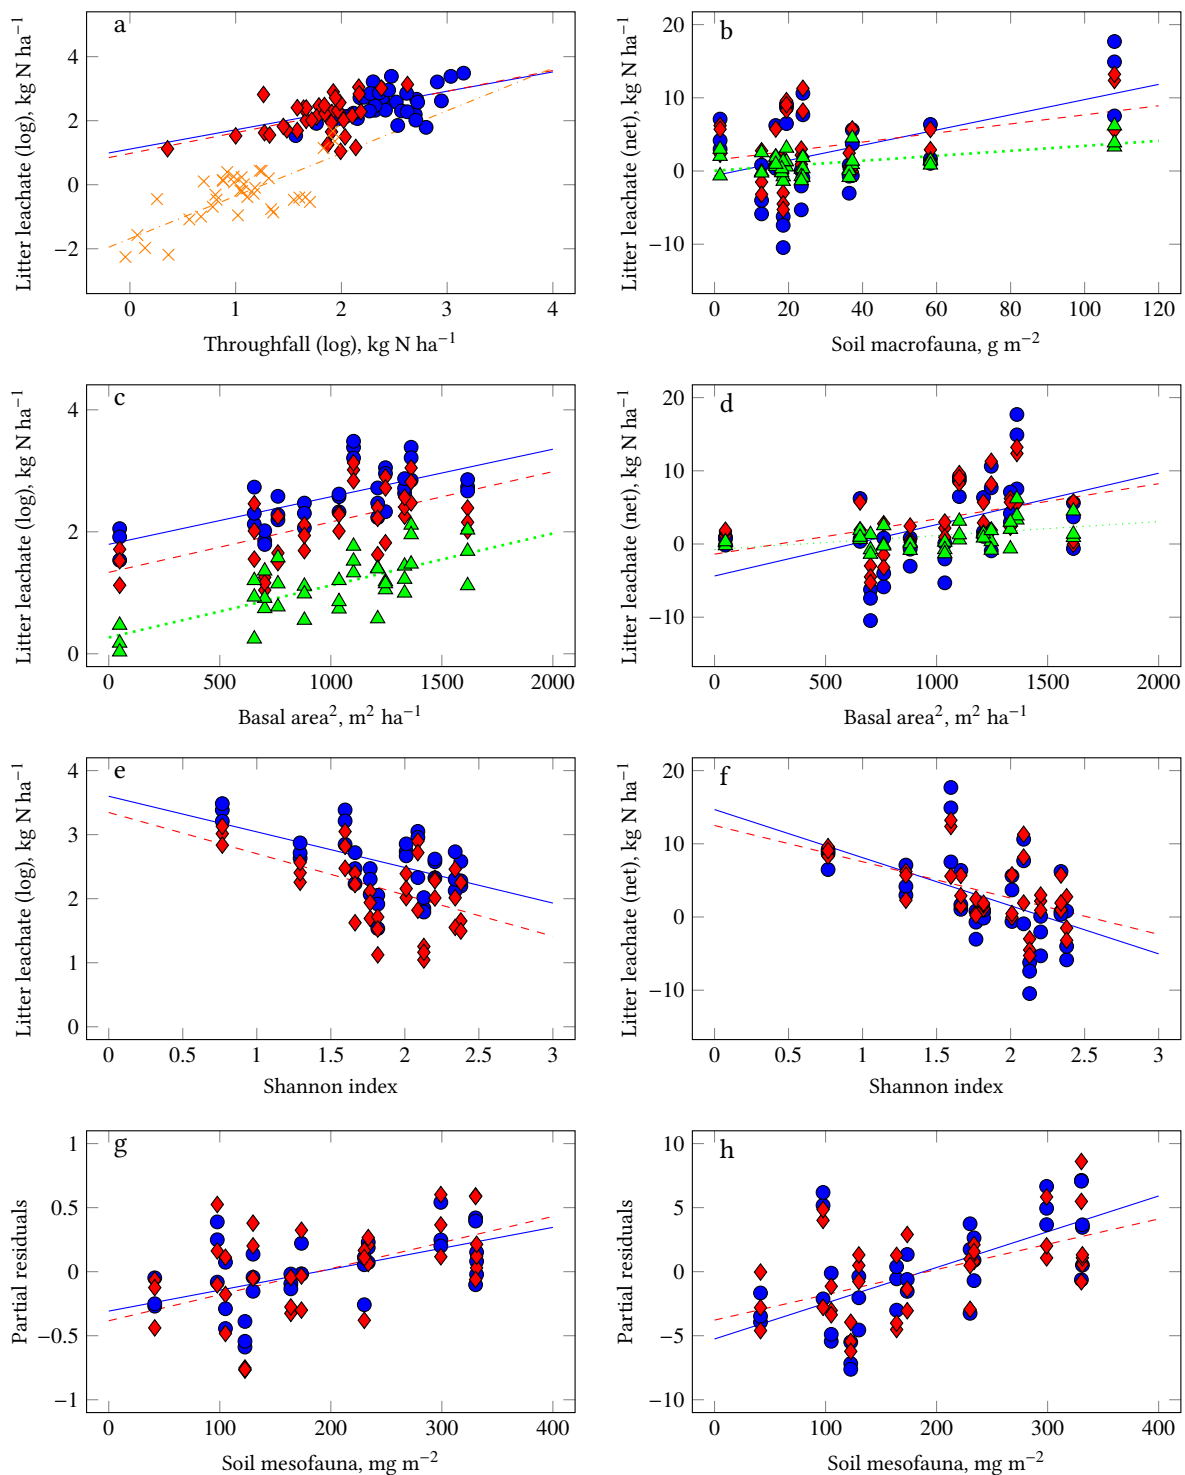 a
Litter leachate (log), kg N ha⁻¹
4
2
0
−2
0 1 2 3 4
Throughfall (log), kg N ha⁻¹
b
Litter leachate (net), kg N ha⁻¹
20
10
0
−10
0 20 40 60 80 100 120
Soil macrofauna, g m⁻²
c
Litter leachate (log), kg N ha⁻¹
4
2
0
0 500 1000 1500 2000
Basal area², m² ha⁻¹
d
Litter leachate (net), kg N ha⁻¹
20
10
0
−10
0 500 1000 1500 2000
Basal area², m² ha⁻¹
e
Litter leachate (log), kg N ha⁻¹
4
3
2
1
0
0 0.5 1 1.5 2 2.5 3
Shannon index
f
Litter leachate (net), kg N ha⁻¹
20
10
0
−10
0 0.5 1 1.5 2 2.5 3
Shannon index
g
Partial residuals
1
0.5
0
−0.5
−1
0 100 200 300 400
Soil mesofauna, mg m⁻²
h
Partial residuals
10
5
0
−5
−10
0 100 200 300 400
Soil mesofauna, mg m⁻²